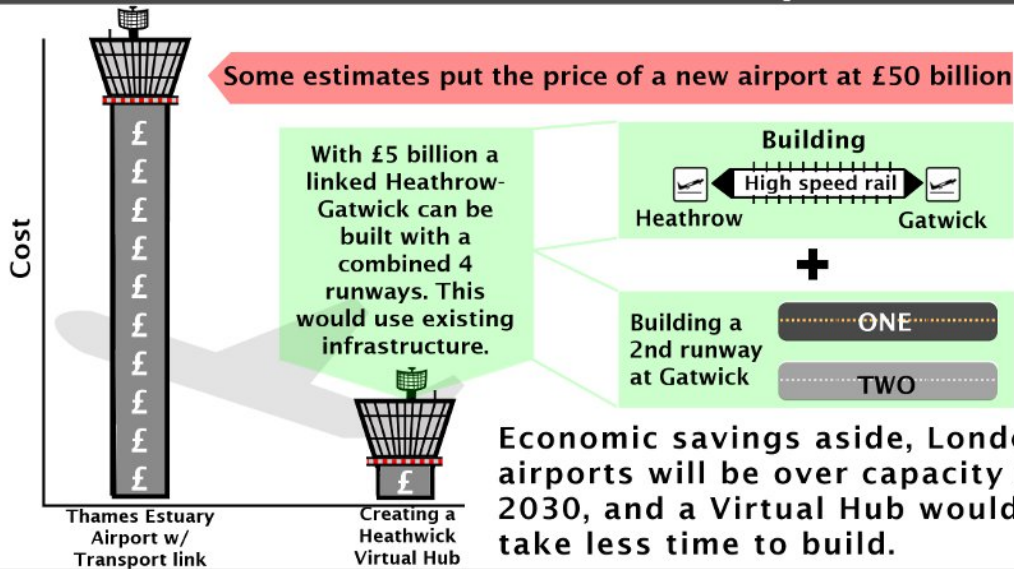 Some estimates put the price of a new airport at £50 billion
Cost
£
£
£
£
£
£
£
£
£
£
Thames Estuary
Airport w/
Transport link
With £5 billion a
linked Heathrow-
Gatwick can be
built with a
combined 4
runways. This
would use existing
infrastructure.
£
Creating a
Heathwick
Virtual Hub
Building
High speed rail
Heathrow
Gatwick
+
Building a
2nd runway
at Gatwick
ONE
TWO
Economic savings aside,
airports will be over capacity
2030, and a Virtual Hub would
take less time to build.